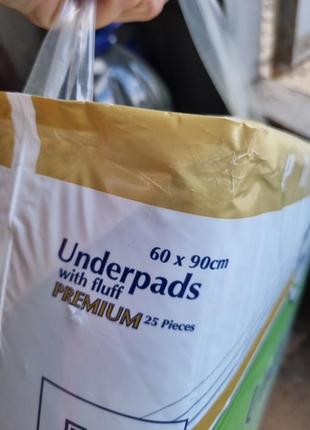 60 x 90cm
Underpads
with fluff
PREMIUM 25 Pieces